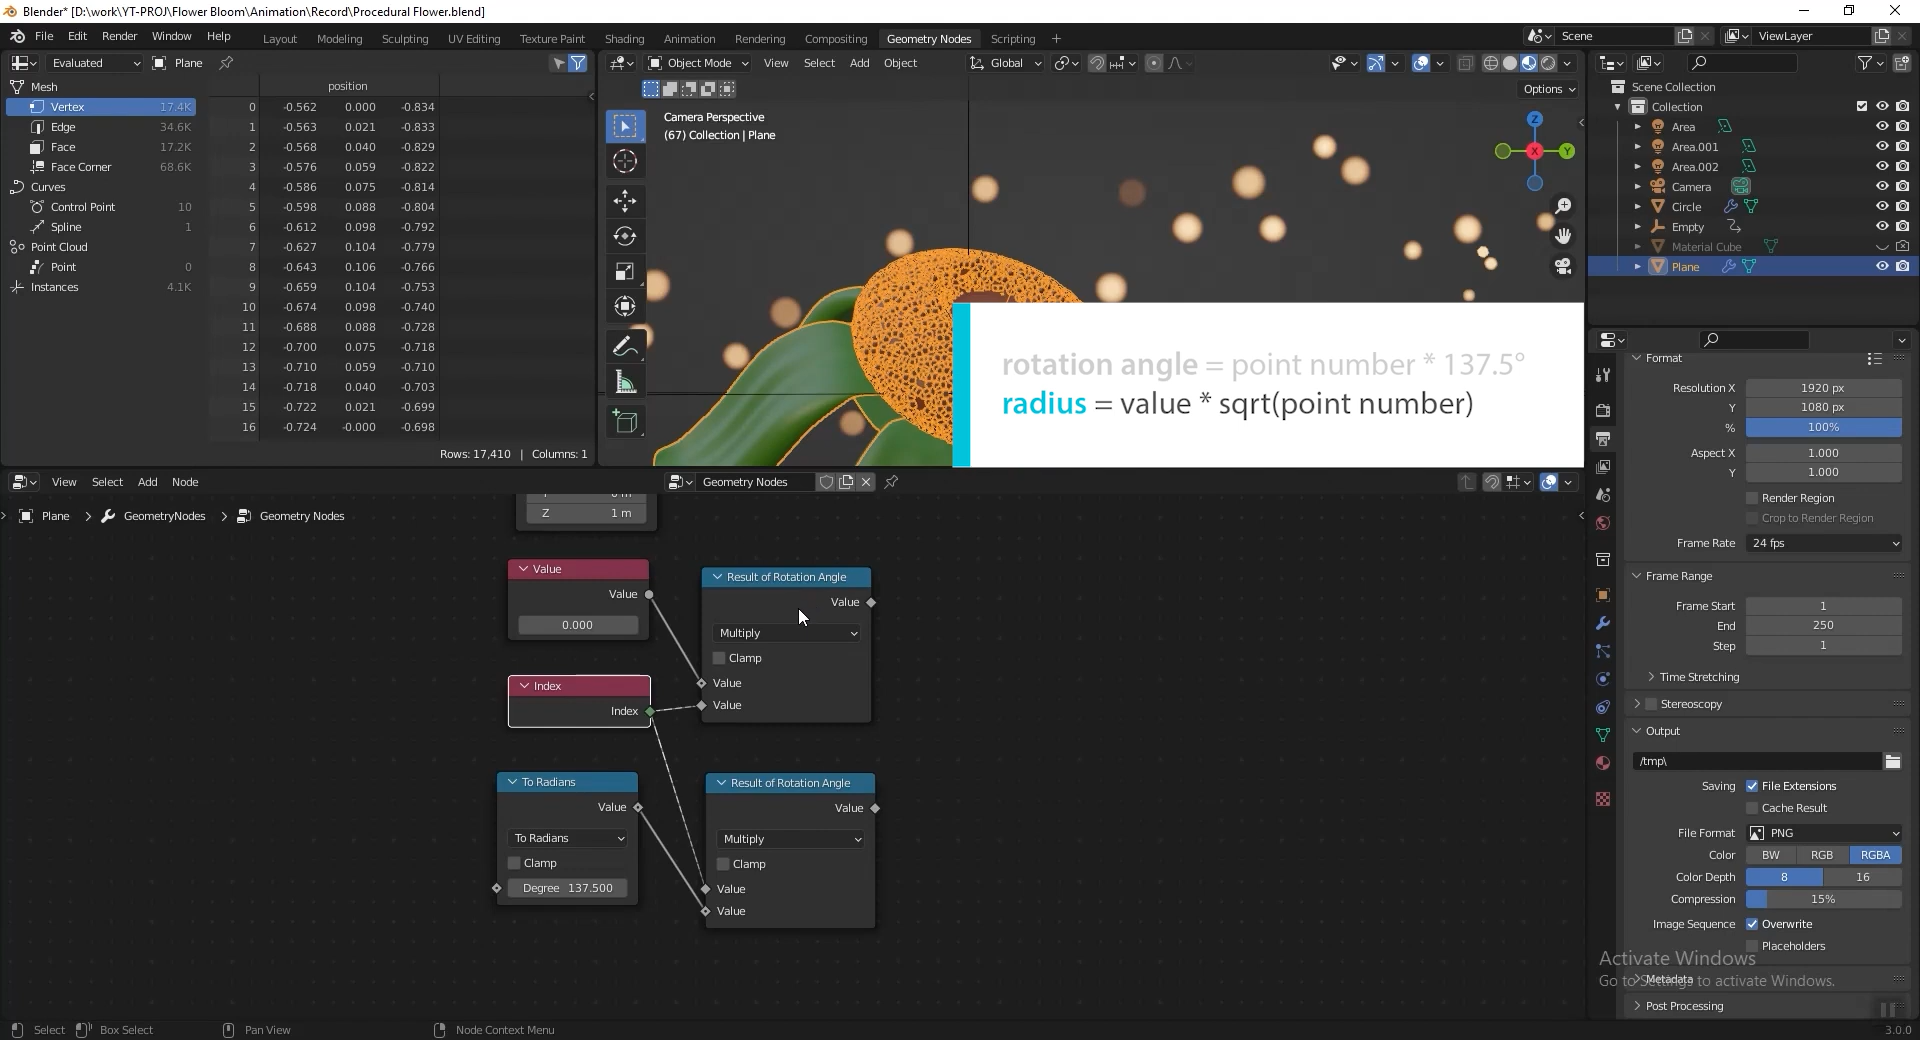 Blender* [D:\work\YT-PROJ\Flower Bloom\Animation\Record\Procedural Flower.blend]
File Edit Render Window Help Layout Modeling Sculpting UV Editing Texture Paint Shading Animation Rendering Compositing Geometry Nodes Scripting + Scene ViewLayer
Evaluated Plane
Object Mode View Select Add Object Global
Options
Mesh
Vertex 17.4K
Edge 34.6K
Face 17.2K
Face Corner 68.6K
Curves
Control Point 10
Spline 1
Point Cloud
Point 0
Instances 4.1K
position
0 -0.562 0.000 -0.834
1 -0.563 0.021 -0.833
2 -0.568 0.040 -0.829
3 -0.576 0.059 -0.822
4 -0.586 0.075 -0.814
5 -0.598 0.088 -0.804
6 -0.612 0.098 -0.792
7 -0.627 0.104 -0.779
8 -0.643 0.106 -0.766
9 -0.659 0.104 -0.753
10 -0.674 0.098 -0.740
11 -0.688 0.088 -0.728
12 -0.700 0.075 -0.718
13 -0.710 0.059 -0.710
14 -0.718 0.040 -0.703
15 -0.722 0.021 -0.699
16 -0.724 -0.000 -0.698
Rows: 17,410 | Columns: 1
Camera Perspective
(67) Collection | Plane
Z
X
Y
rotation angle = point number * 137.5°
radius = value * sqrt(point number)
Scene Collection
Collection
Area
Area.001
Area.002
Camera
Circle
Empty
Material Cube
Plane
View Select Add Node Geometry Nodes
Plane > GeometryNodes > Geometry Nodes
Z 1 m
Value
Value
0.000
Index
Index
To Radians
Value
To Radians
Clamp
Degree 137.500
Result of Rotation Angle
Value
Multiply
Clamp
Value
Value
Result of Rotation Angle
Value
Multiply
Clamp
Value
Value
Format
Resolution X 1920 px
Y 1080 px
% 100%
Aspect X 1.000
Y 1.000
Render Region
Crop to Render Region
Frame Rate 24 fps
Frame Range
Frame Start 1
End 250
Step 1
Time Stretching
Stereoscopy
Output
/tmp\
Saving File Extensions
Cache Result
File Format PNG
Color BW RGB RGBA
Color Depth 8 16
Compression 15%
Image Sequence Overwrite
Placeholders
Metadata
Post Processing
Activate Windows
Go to Settings to activate Windows.
Select Box Select Pan View Node Context Menu 3.0.0